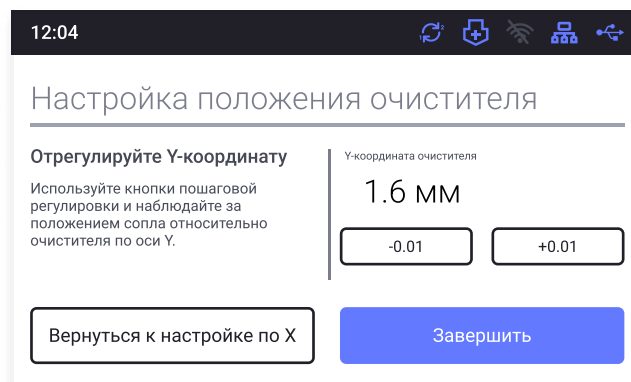 12:04
Настройка положения очистителя
Отрегулируйте Y-координату
Используйте кнопки пошаговой
регулировки и наблюдайте за
положением сопла относительно
очистителя по оси Y.
Y-координата очистителя
1.6 мм
-0.01
+0.01
Вернуться к настройке по X
Завершить